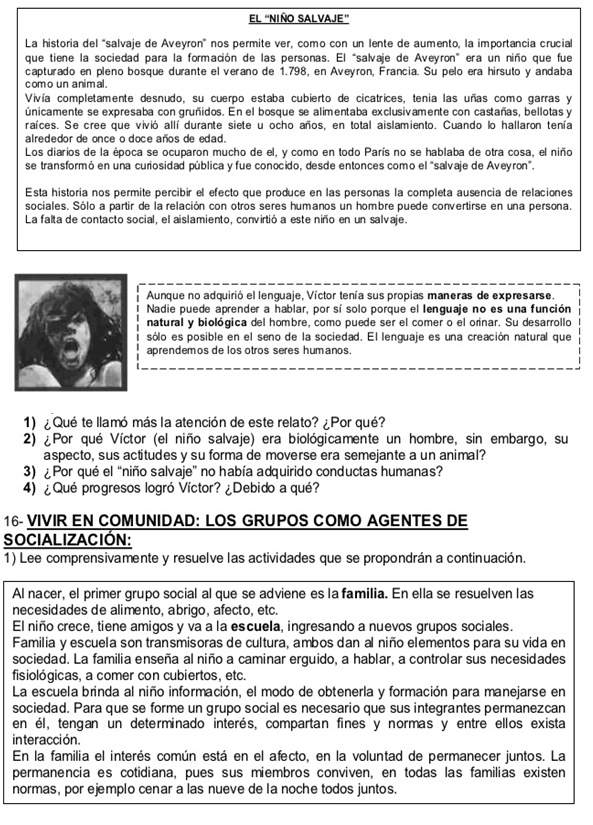 EL “NIÑO SALVAJE”
La historia del “salvaje de Aveyron” nos permite ver, como con un lente de aumento, la importancia crucial
que tiene la sociedad para la formación de las personas. El “salvaje de Aveyron” era un niño que fue
capturado en pleno bosque durante el verano de 1.798, en Aveyron, Francia. Su pelo era hirsuto y andaba
como un animal.
Vivía completamente desnudo, su cuerpo estaba cubierto de cicatrices, tenia las uñas como garras y
únicamente se expresaba con gruñidos. En el bosque se alimentaba exclusivamente con castañas, bellotas y
raíces. Se cree que vivió allí durante siete u ocho años, en total aislamiento. Cuando lo hallaron tenía
alrededor de once o doce años de edad.
Los diarios de la época se ocuparon mucho de el, y como en todo París no se hablaba de otra cosa, el niño
se transformó en una curiosidad pública y fue conocido, desde entonces como el “salvaje de Aveyron”.
Esta historia nos permite percibir el efecto que produce en las personas la completa ausencia de relaciones
sociales. Sólo a partir de la relación con otros seres humanos un hombre puede convertirse en una persona.
La falta de contacto social, el aislamiento, convirtió a este niño en un salvaje.
Aunque no adquirió el lenguaje, Víctor tenía sus propias maneras de expresarse.
Nadie puede aprender a hablar, por sí solo porque el lenguaje no es una función
natural y biológica del hombre, como puede ser el comer o el orinar. Su desarrollo
sólo es posible en el seno de la sociedad. El lenguaje es una creación natural que
aprendemos de los otros seres humanos.
1) ¿Qué te llamó más la atención de este relato? ¿Por qué?
2) ¿Por qué Víctor (el niño salvaje) era biológicamente un hombre, sin embargo, su
aspecto, sus actitudes y su forma de moverse era semejante a un animal?
3) ¿Por qué el “niño salvaje” no había adquirido conductas humanas?
4) ¿Qué progresos logró Víctor? ¿Debido a qué?
16- VIVIR EN COMUNIDAD: LOS GRUPOS COMO AGENTES DE
SOCIALIZACIÓN:
1) Lee comprensivamente y resuelve las actividades que se propondrán a continuación.
Al nacer, el primer grupo social al que se adviene es la familia. En ella se resuelven las
necesidades de alimento, abrigo, afecto, etc.
El niño crece, tiene amigos y va a la escuela, ingresando a nuevos grupos sociales.
Familia y escuela son transmisoras de cultura, ambos dan al niño elementos para su vida en
sociedad. La familia enseña al niño a caminar erguido, a hablar, a controlar sus necesidades
fisiológicas, a comer con cubiertos, etc.
La escuela brinda al niño información, el modo de obtenerla y formación para manejarse en
sociedad. Para que se forme un grupo social es necesario que sus integrantes permanezcan
en él, tengan un determinado interés, compartan fines y normas y entre ellos exista
interacción.
En la familia el interés común está en el afecto, en la voluntad de permanecer juntos. La
permanencia es cotidiana, pues sus miembros conviven, en todas las familias existen
normas, por ejemplo cenar a las nueve de la noche todos juntos.